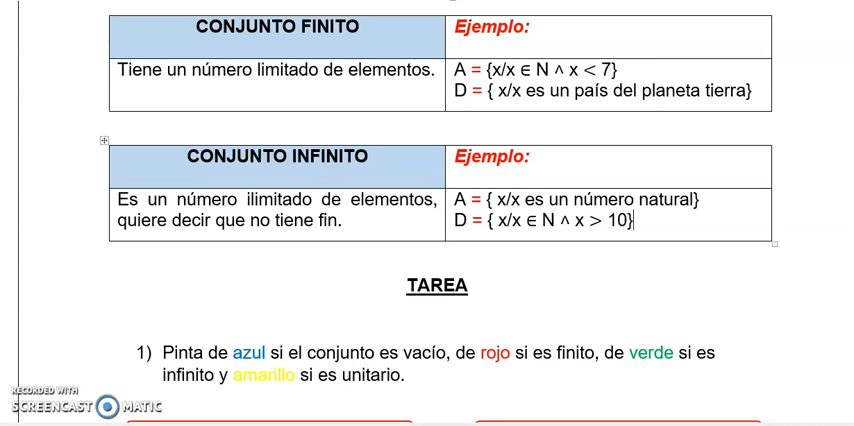 CONJUNTO FINITO
Ejemplo:
Tiene un número limitado de elementos.
A = {x/x ∈ N ∧ x < 7}
D = { x/x es un país del planeta tierra}
CONJUNTO INFINITO
Ejemplo:
Es un número ilimitado de elementos,
quiere decir que no tiene fin.
A = { x/x es un número natural}
D = { x/x ∈ N ∧ x > 10}
TAREA
1) Pinta de azul si el conjunto es vacío, de rojo si es finito, de verde si es
infinito y amarillo si es unitario.
RECORDED WITH
SCREENCAST MATIC